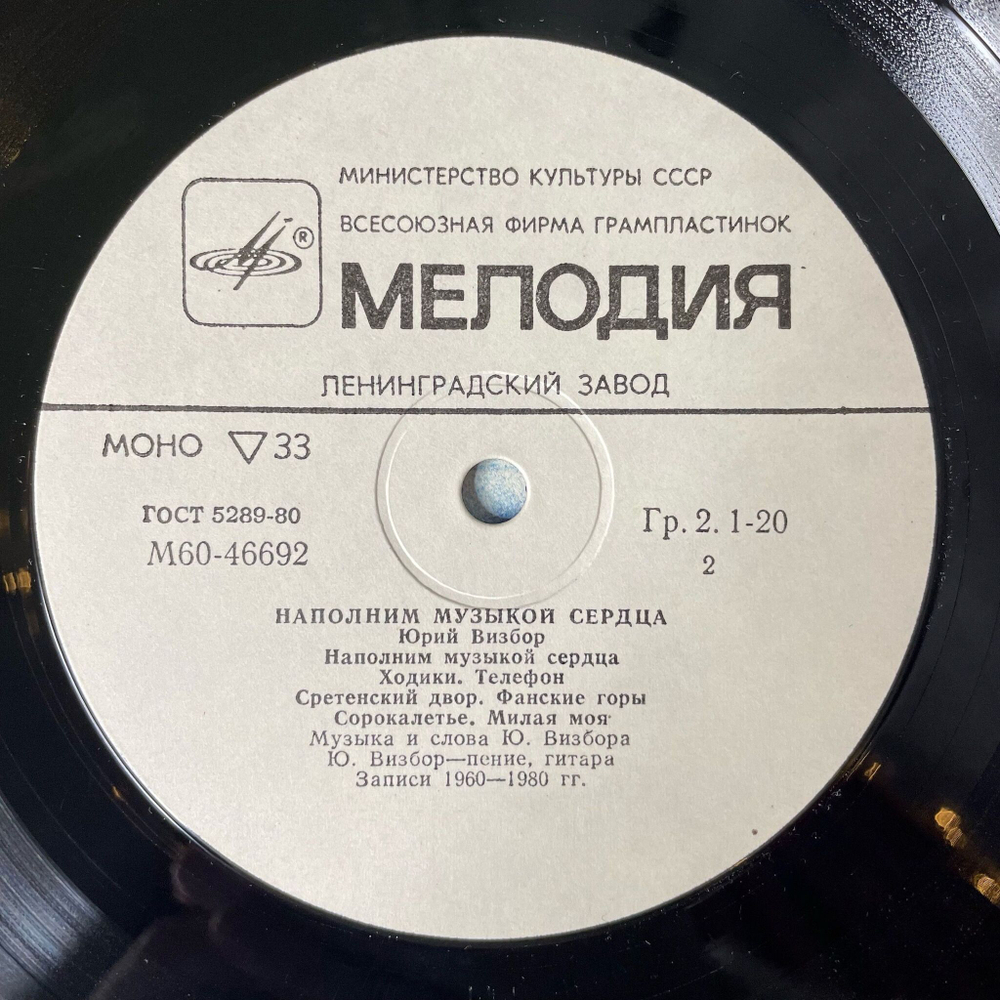 МИНИСТЕРСТВО КУЛЬТУРЫ СССР
ВСЕСОЮЗНАЯ ФИРМА ГРАМПЛАСТИНОК
®
МЕЛОДИЯ
ЛЕНИНГРАДСКИЙ ЗАВОД
МОНО ▽ 33
ГОСТ 5289-80
М60-46692
Гр. 2. 1-20
2
НАПОЛНИМ МУЗЫКОЙ СЕРДЦА
Юрий Визбор
Наполним музыкой сердца
Ходики. Телефон
Сретенский двор. Фанские горы
Сорокалетье. Милая моя
Музыка и слова Ю. Визбора
Ю. Визбор—пение, гитара
Записи 1960—1980 гг.